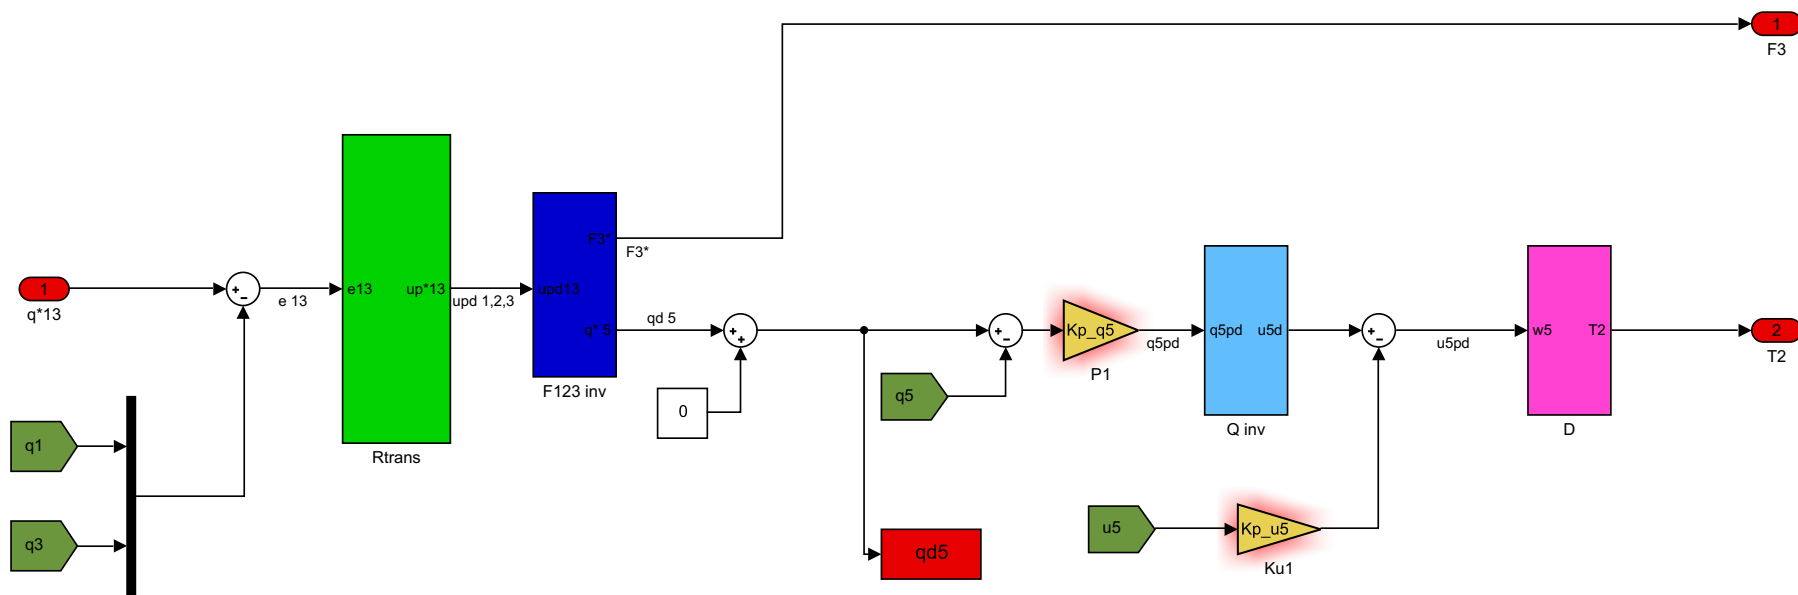 1
F3
F3*
F3*
1
q*13
e 13
e13
up*13
Rtrans
upd 1,2,3
upd13
q* 5
F123 inv
qd 5
0
q5
Kp_q5
P1
q5pd
q5pd
u5d
Q inv
u5pd
w5
T2
D
2
T2
q1
q3
qd5
u5
Kp_u5
Ku1